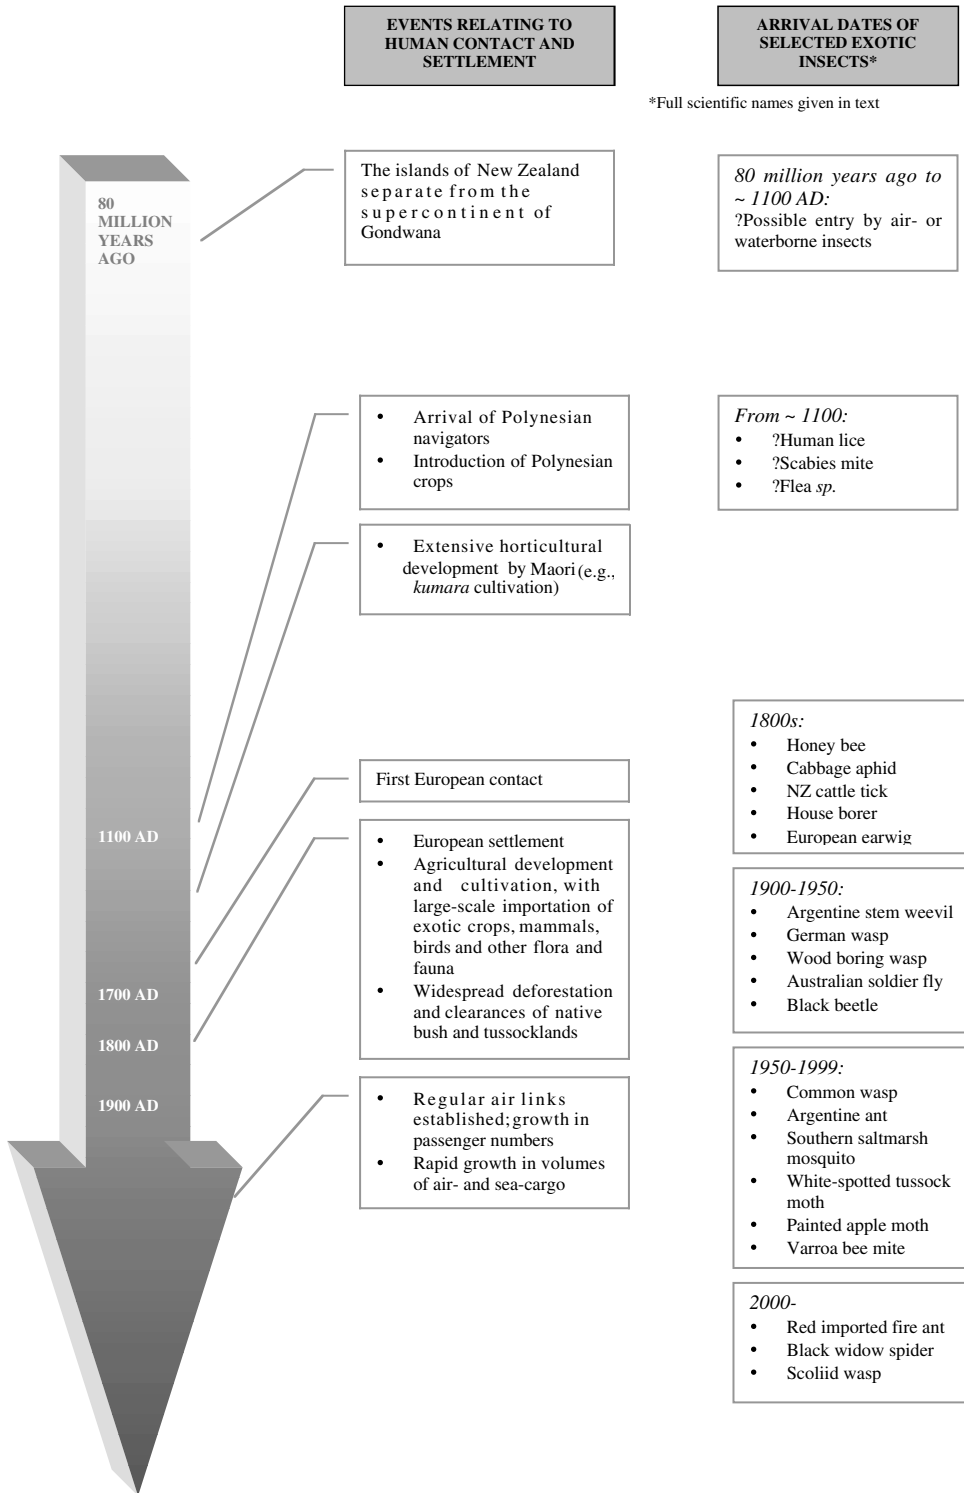 EVENTS RELATING TO
HUMAN CONTACT AND
SETTLEMENT
ARRIVAL DATES OF
SELECTED EXOTIC
INSECTS*
*Full scientific names given in text
80
MILLION
YEARS
AGO
The islands of New Zealand
separate from the
supercontinent of
Gondwana
80 million years ago to
~ 1100 AD:
?Possible entry by air- or
waterborne insects
• Arrival of Polynesian
navigators
• Introduction of Polynesian
crops
From ~ 1100:
• ?Human lice
• ?Scabies mite
• ?Flea sp.
• Extensive horticultural
development by Maori (e.g.,
kumara cultivation)
1100 AD
First European contact
1800s:
• Honey bee
• Cabbage aphid
• NZ cattle tick
• House borer
• European earwig
• European settlement
• Agricultural development
and cultivation, with
large-scale importation of
exotic crops, mammals,
birds and other flora and
fauna
• Widespread deforestation
and clearances of native
bush and tussocklands
1900-1950:
• Argentine stem weevil
• German wasp
• Wood boring wasp
• Australian soldier fly
• Black beetle
1700 AD
1800 AD
1900 AD
• Regular air links
established; growth in
passenger numbers
• Rapid growth in volumes
of air- and sea-cargo
1950-1999:
• Common wasp
• Argentine ant
• Southern saltmarsh
mosquito
• White-spotted tussock
moth
• Painted apple moth
• Varroa bee mite
2000-
• Red imported fire ant
• Black widow spider
• Scoliid wasp